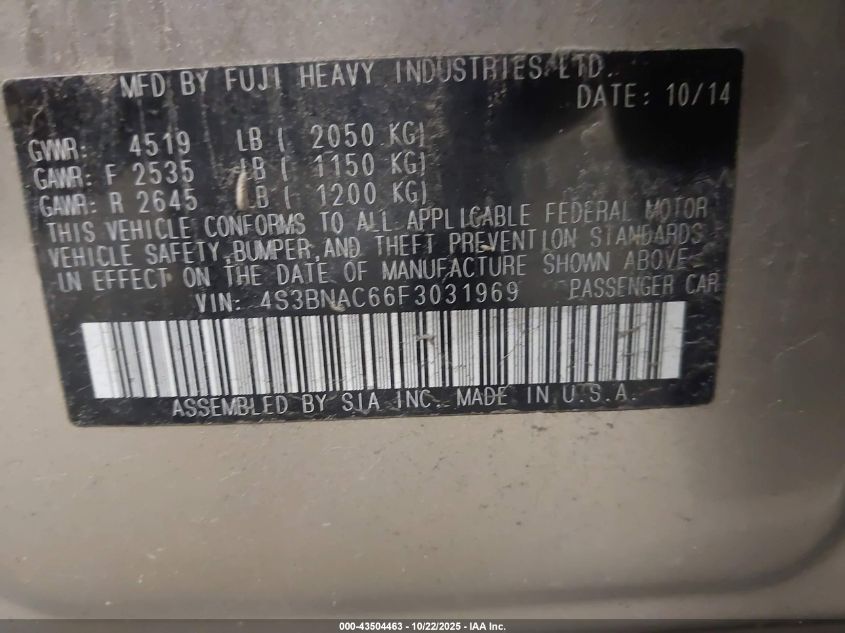 MFD BY FUJI HEAVY INDUSTRIES LTD.
DATE: 10/14
GVWR: 4519 LB ( 2050 KG)
GAWR: F 2535 LB ( 1150 KG)
GAWR: R 2645 LB ( 1200 KG)
THIS VEHICLE CONFORMS TO ALL APPLICABLE FEDERAL MOTOR
VEHICLE SAFETY, BUMPER, AND THEFT PREVENTION STANDARDS
IN EFFECT ON THE DATE OF MANUFACTURE SHOWN ABOVE.
VIN: 4S3BNAC66F3031969 PASSENGER CAR
ASSEMBLED BY SIA INC. MADE IN U.S.A.
000-43504463 - 10/22/2025 - IAA Inc.